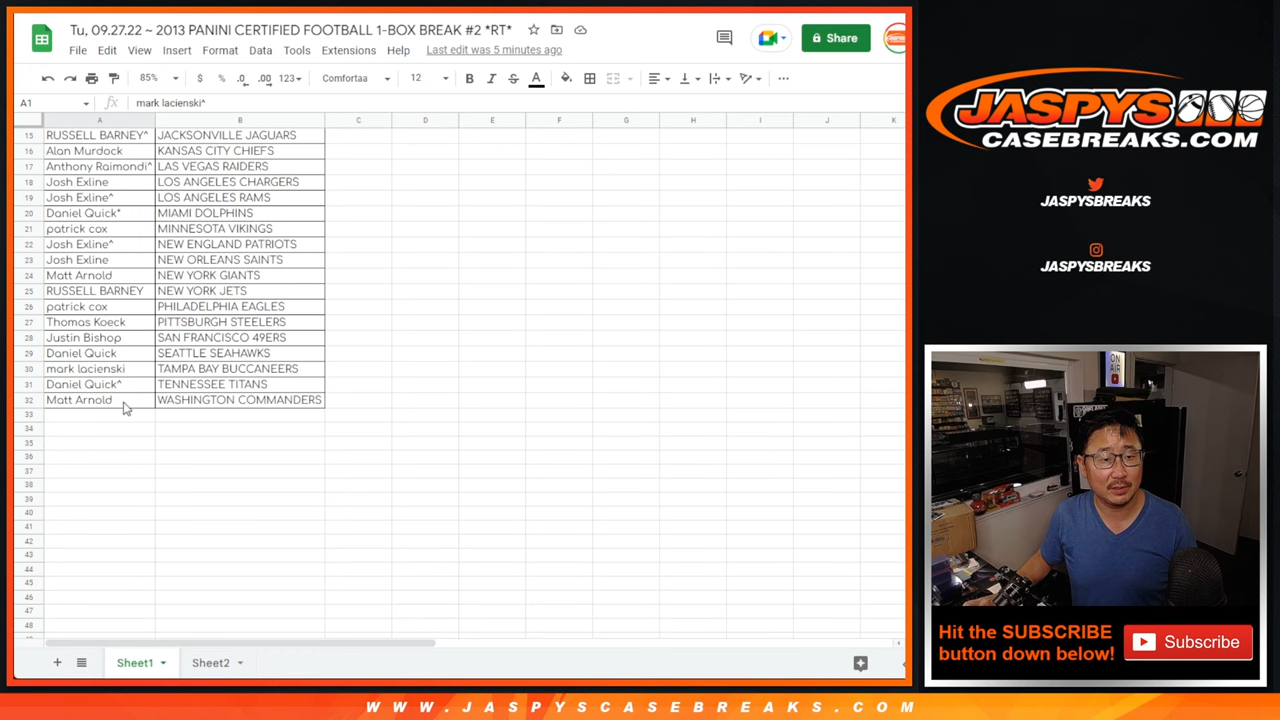 Tu, 09.27.22 ~ 2013 PANINI CERTIFIED FOOTBALL 1-BOX BREAK #2 *RT*
File Edit View Insert Format Data Tools Extensions Help Last edit was 5 minutes ago
Share
85% $ % .0 .00 123 Comfortaa 12 B I S A
A1 mark lacienski^
A B C D E F G H I J K
15 RUSSELL BARNEY^ JACKSONVILLE JAGUARS
16 Alan Murdock KANSAS CITY CHIEFS
17 Anthony Raimondi^ LAS VEGAS RAIDERS
18 Josh Exline LOS ANGELES CHARGERS
19 Josh Exline^ LOS ANGELES RAMS
20 Daniel Quick* MIAMI DOLPHINS
21 patrick cox MINNESOTA VIKINGS
22 Josh Exline^ NEW ENGLAND PATRIOTS
23 Josh Exline NEW ORLEANS SAINTS
24 Matt Arnold NEW YORK GIANTS
25 RUSSELL BARNEY NEW YORK JETS
26 patrick cox PHILADELPHIA EAGLES
27 Thomas Koeck PITTSBURGH STEELERS
28 Justin Bishop SAN FRANCISCO 49ERS
29 Daniel Quick SEATTLE SEAHAWKS
30 mark lacienski TAMPA BAY BUCCANEERS
31 Daniel Quick^ TENNESSEE TITANS
32 Matt Arnold WASHINGTON COMMANDERS
33
34
35
36
37
38
39
40
41
42
43
44
45
46
47
48
Sheet1 Sheet2
JASPYS
CASEBREAKS.COM
JASPYSBREAKS
JASPYSBREAKS
ON
AIR
Hit the SUBSCRIBE
button down below!
Subscribe
WWW.JASPYSCASEBREAKS.COM